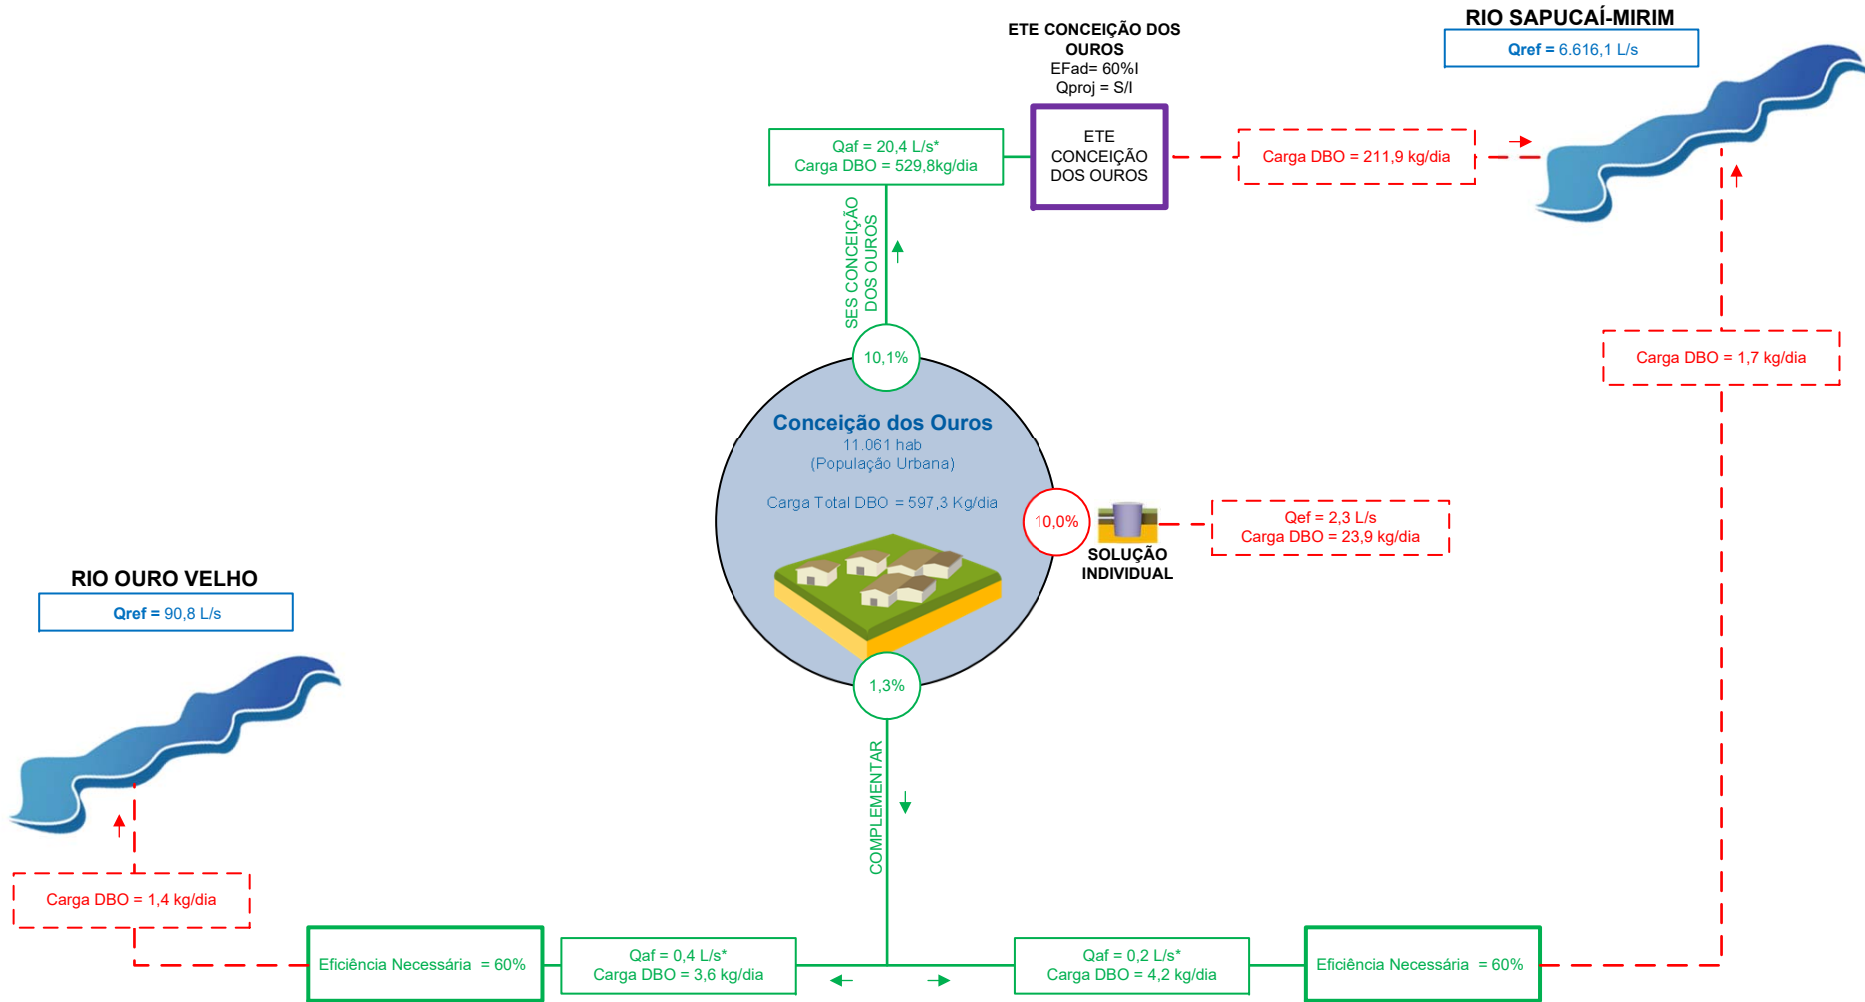 RIO SAPUCAÍ-MIRIM
Qref = 6.616,1 L/s
ETE CONCEIÇÃO DOS
OUROS
EFad= 60%I
Qproj = S/I
ETE
CONCEIÇÃO
DOS OUROS
Qaf = 20,4 L/s*
Carga DBO = 529,8kg/dia
Carga DBO = 211,9 kg/dia
SES CONCEIÇÃO
DOS OUROS
10,1%
Carga DBO = 1,7 kg/dia
Conceição dos Ouros
11.061 hab
(População Urbana)
Carga Total DBO = 597,3 Kg/dia
10,0%
SOLUÇÃO
INDIVIDUAL
Qef = 2,3 L/s
Carga DBO = 23,9 kg/dia
RIO OURO VELHO
Qref = 90,8 L/s
1,3%
COMPLEMENTAR
Carga DBO = 1,4 kg/dia
Eficiência Necessária = 60%
Qaf = 0,4 L/s*
Carga DBO = 3,6 kg/dia
Qaf = 0,2 L/s*
Carga DBO = 4,2 kg/dia
Eficiência Necessária = 60%